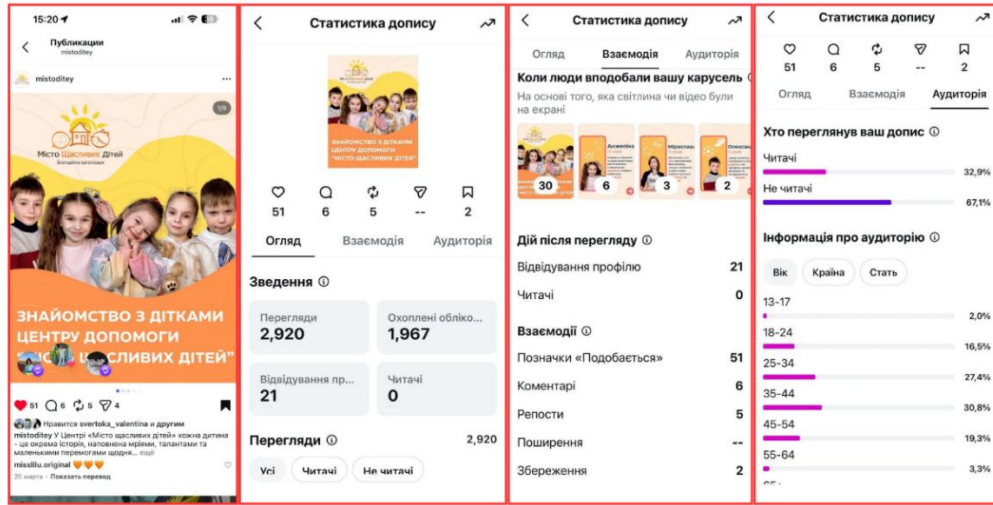 15:20
Публикации
mistoditey
mistoditey
1/9
Місто Щасливих Дітей
Благодійна організація
ЗНАЙОМСТВО З ДІТКАМИ
ЦЕНТРУ ДОПОМОГИ
ЩАСЛИВИХ ДІТЕЙ"
51 6 5 4
Нравится svertoka_valentina и другим
mistoditey У Центрі «Місто щасливих дітей» кожна дитина
- це окрема історія, наповнена мріями, талантами та
маленькими перемогами щодня... ещё
misslilu.original 🧡🧡🧡
20 марта · Показать перевод
Статистика допису
Місто Щасливих Дітей
ЗНАЙОМСТВО З ДІТКАМИ
ЦЕНТРУ ДОПОМОГИ
"МІСТО ЩАСЛИВИХ ДІТЕЙ"
51 6 5 -- 2
Огляд Взаємодія Аудиторія
Зведення
Перегляди
2,920
Охоплені обліко...
1,967
Відвідування пр...
21
Читачі
0
Перегляди 2,920
Усі Читачі Не читачі
Статистика допису
Огляд Взаємодія Аудиторія
Коли люди вподобали вашу карусель
На основі того, яка світлина чи відео були
на екрані
30 6 3 2
Дій після перегляду
Відвідування профілю 21
Читачі 0
Взаємодії
Позначки «Подобається» 51
Коментарі 6
Репости 5
Поширення --
Збереження 2
Статистика допису
51 6 5 -- 2
Огляд Взаємодія Аудиторія
Хто переглянув ваш допис
Читачі
32,9%
Не читачі
67,1%
Інформація про аудиторію
Вік Країна Стать
13-17
2,0%
18-24
16,5%
25-34
27,4%
35-44
30,8%
45-54
19,3%
55-64
3,3%